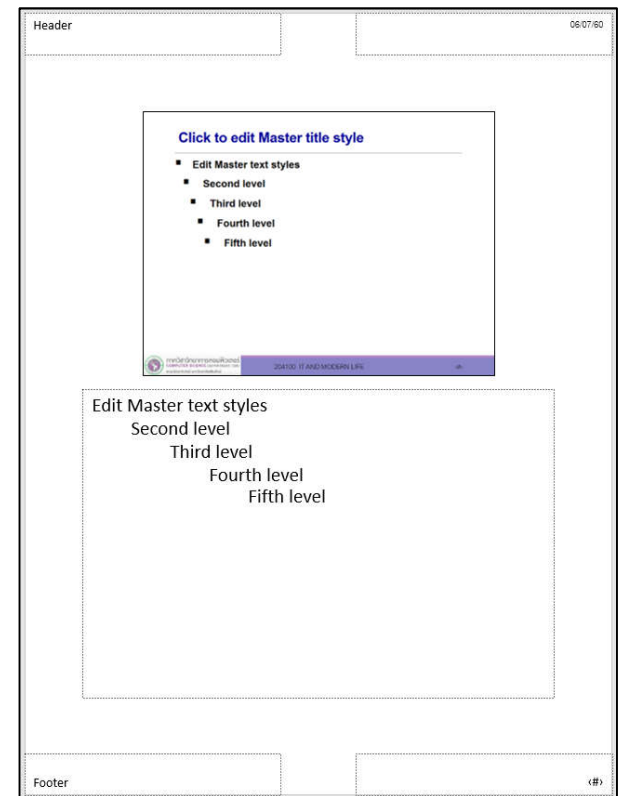 Header
06/07/60
Click to edit Master title style
Edit Master text styles
Second level
Third level
Fourth level
Fifth level
204100 IT AND MODERN LIFE
Edit Master text styles
Second level
Third level
Fourth level
Fifth level
Footer
‹#›